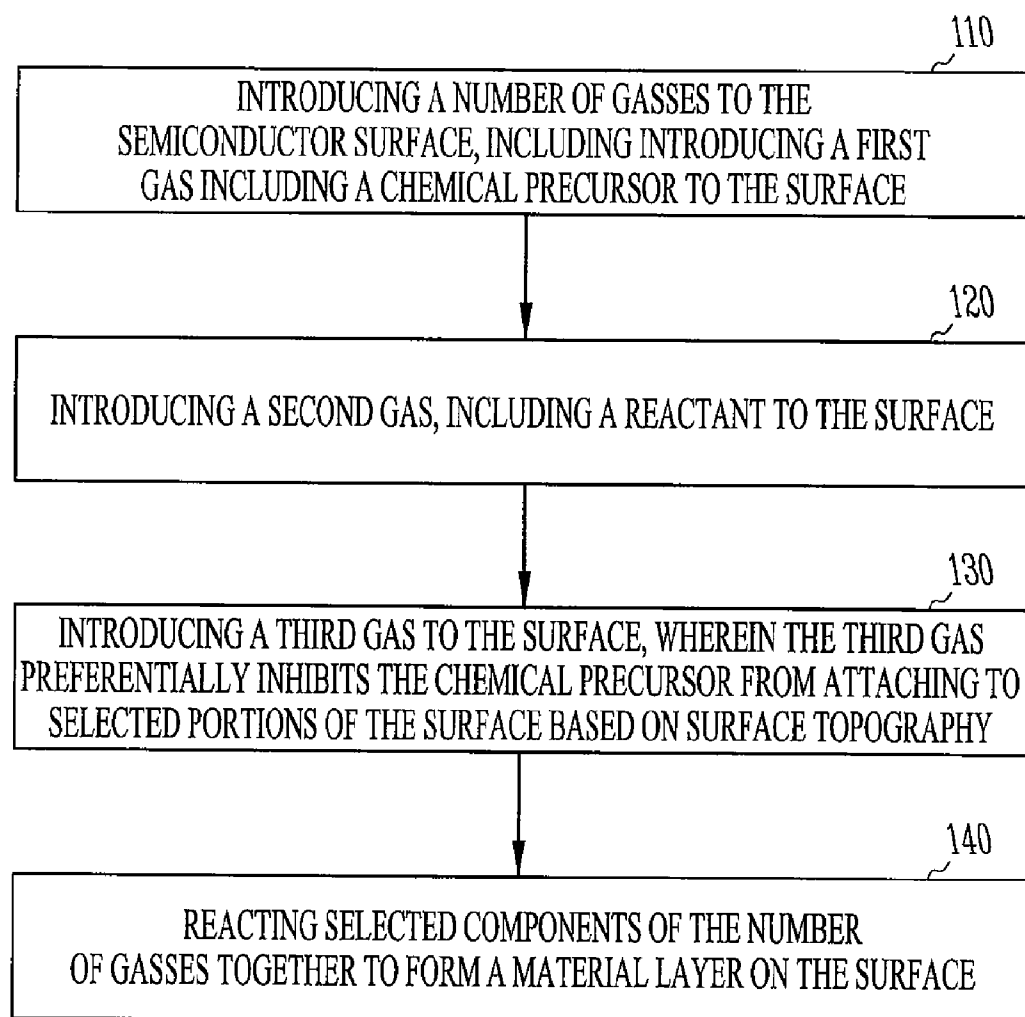 110
INTRODUCING A NUMBER OF GASSES TO THE
SEMICONDUCTOR SURFACE, INCLUDING INTRODUCING A FIRST
GAS INCLUDING A CHEMICAL PRECURSOR TO THE SURFACE
120
INTRODUCING A SECOND GAS, INCLUDING A REACTANT TO THE SURFACE
130
INTRODUCING A THIRD GAS TO THE SURFACE, WHEREIN THE THIRD GAS
PREFERENTIALLY INHIBITS THE CHEMICAL PRECURSOR FROM ATTACHING TO
SELECTED PORTIONS OF THE SURFACE BASED ON SURFACE TOPOGRAPHY
140
REACTING SELECTED COMPONENTS OF THE NUMBER
OF GASSES TOGETHER TO FORM A MATERIAL LAYER ON THE SURFACE